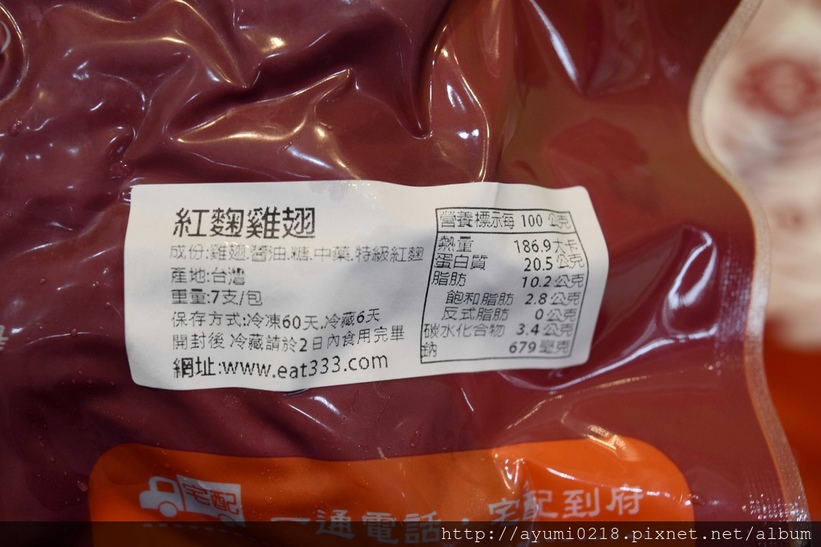 紅麴雞翅
成份:雞翅.醬油.糖.中藥.特級紅麴
產地:台灣
重量:7支/包
保存方式:冷凍60天.冷藏6天
開封後 冷藏請於2日內食用完畢
網址:www.eat333.com
營養標示每 100 公克
熱量 186.9大卡
蛋白質 20.5公克
脂肪 10.2公克
飽和脂肪 2.8公克
反式脂肪 0公克
碳水化合物 3.4公克
鈉 679毫克
宅配
一通電話,宅配到府
http://ayumi0218.pixnet.net/album